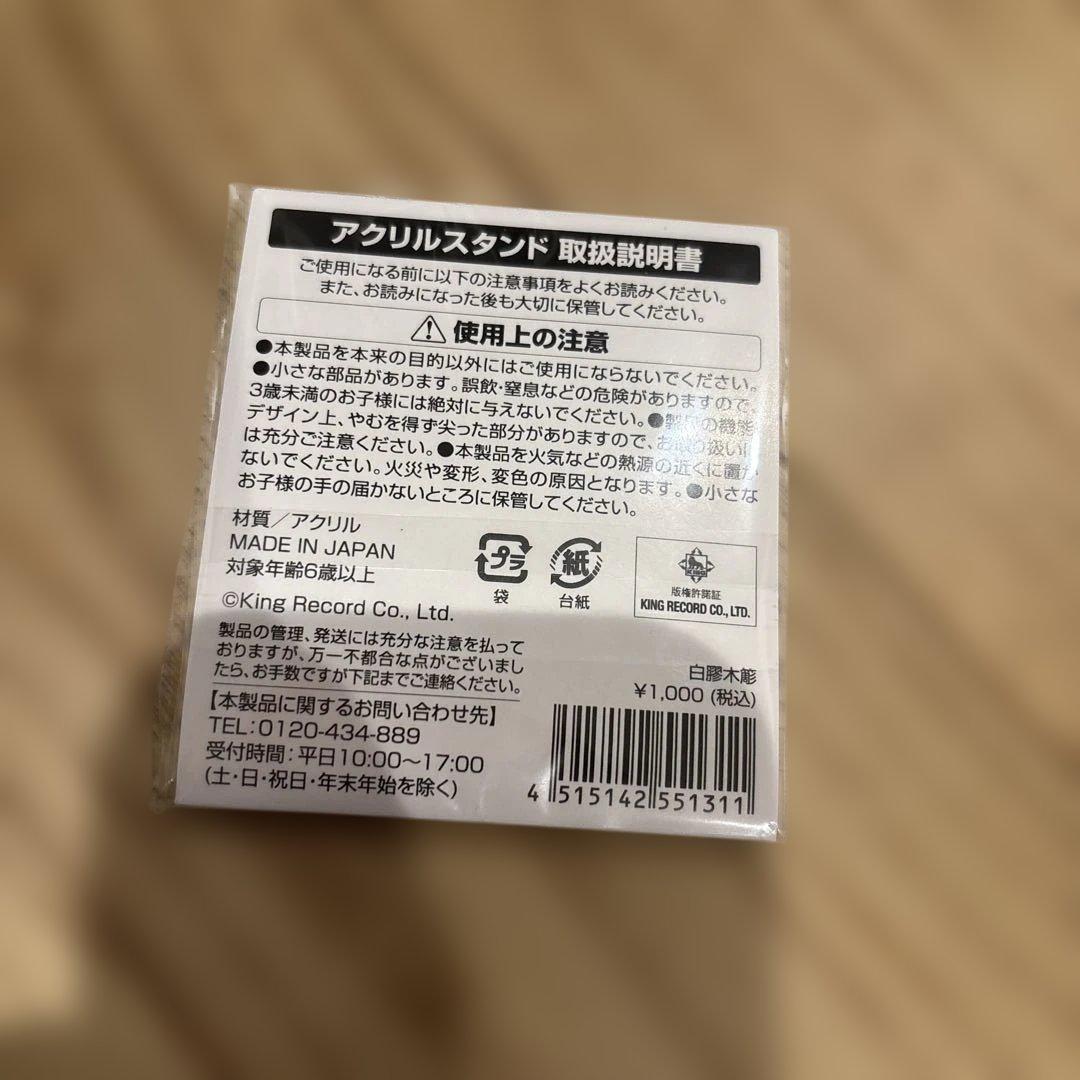 アクリルスタンド 取扱説明書
ご使用になる前に以下の注意事項をよくお読みください。
また、お読みになった後も大切に保管してください。
使用上の注意
●本製品を本来の目的以外にはご使用にならないでください。
●小さな部品があります。誤飲・窒息などの危険がありますので、
3歳未満のお子様には絶対に与えないでください。●製品の機能
デザイン上、やむを得ず尖った部分がありますので、お取り扱いに
は充分ご注意ください。●本製品を火気などの熱源の近くに置か
ないでください。火災や変形、変色の原因となります。●小さな
お子様の手の届かないところに保管してください。
材質／アクリル
MADE IN JAPAN
対象年齢6歳以上
©King Record Co., Ltd.
プラ
袋
紙
台紙
KING
版権許諾証
KING RECORD CO., LTD.
製品の管理、発送には充分な注意を払って
おりますが、万一不都合な点がございまし
たら、お手数ですが下記までご連絡ください。
【本製品に関するお問い合わせ先】
TEL：0120-434-889
受付時間：平日10:00～17:00
(土・日・祝日・年末年始を除く)
白膠木簓
¥1,000 (税込)
4 515142 551311